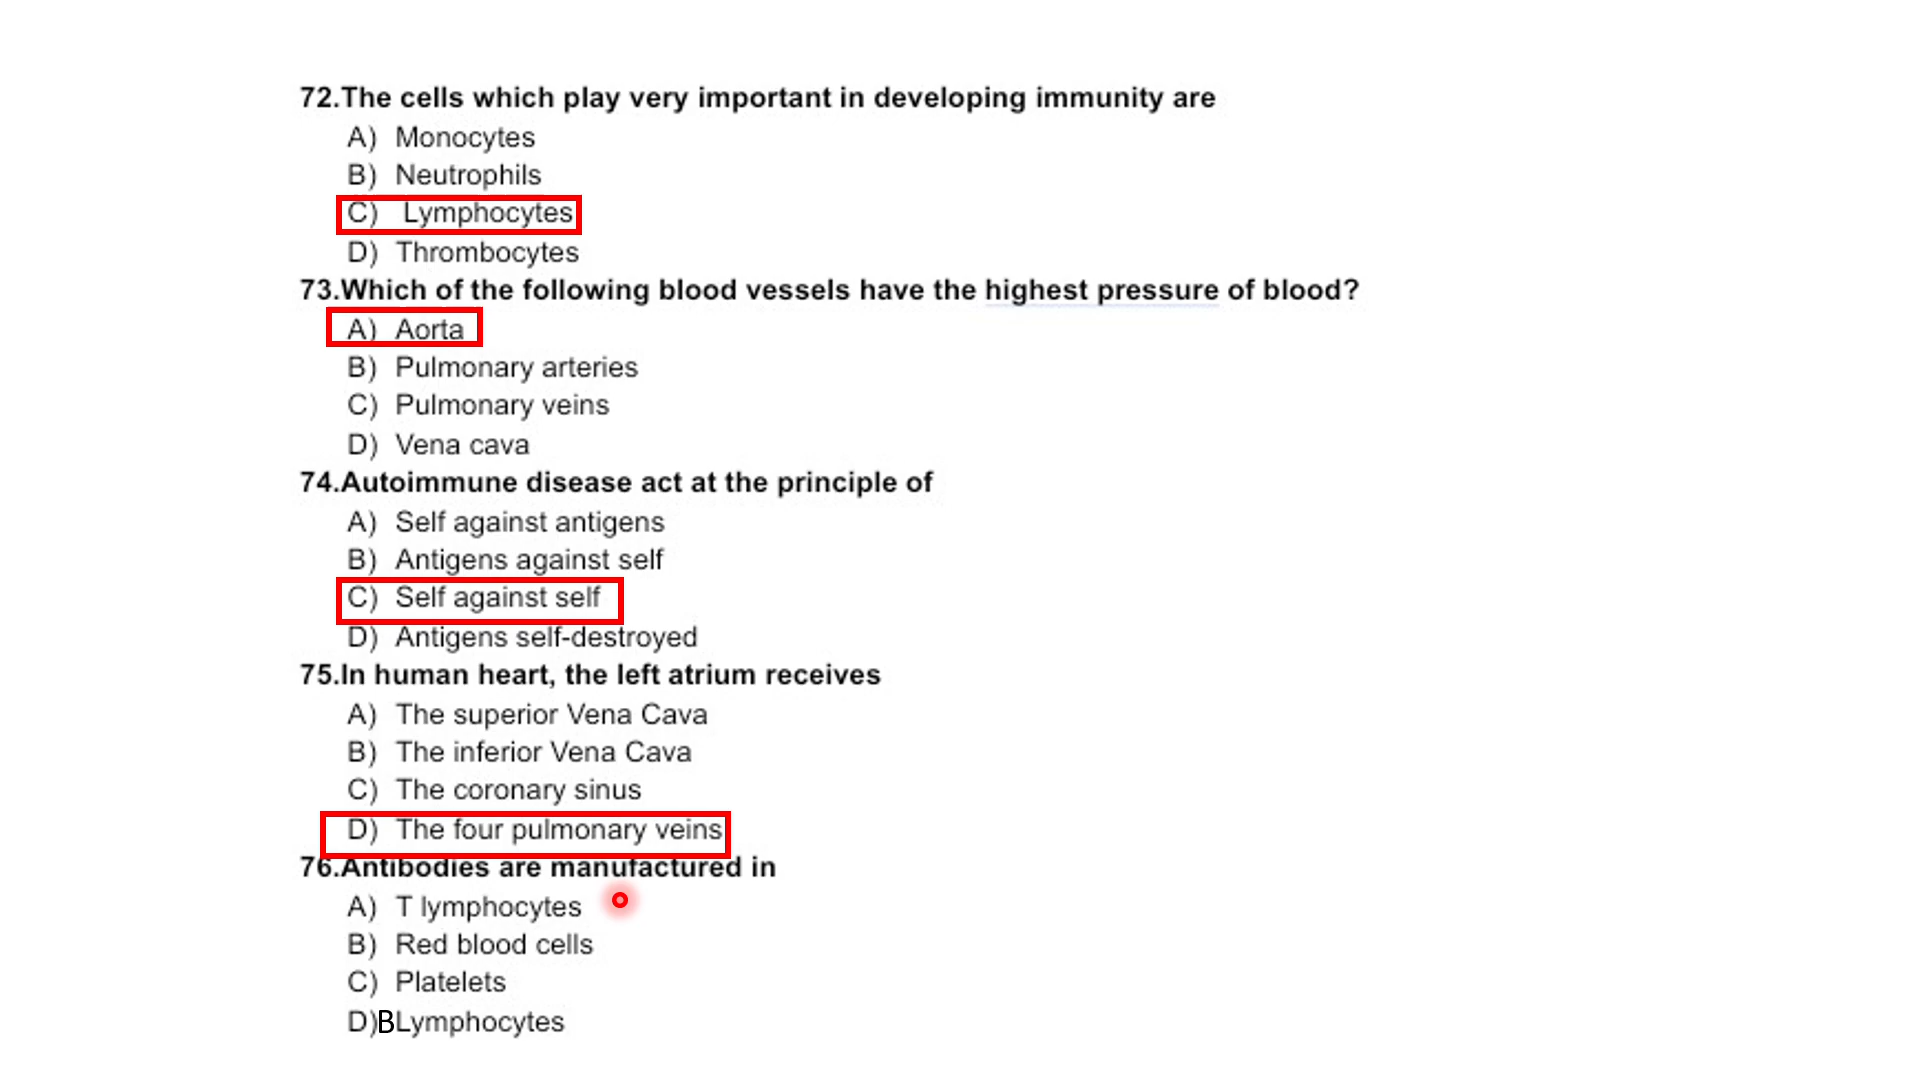 72.The cells which play very important in developing immunity are
A) Monocytes
B) Neutrophils
C) Lymphocytes
D) Thrombocytes
73.Which of the following blood vessels have the highest pressure of blood?
A) Aorta
B) Pulmonary arteries
C) Pulmonary veins
D) Vena cava
74.Autoimmune disease act at the principle of
A) Self against antigens
B) Antigens against self
C) Self against self
D) Antigens self-destroyed
75.In human heart, the left atrium receives
A) The superior Vena Cava
B) The inferior Vena Cava
C) The coronary sinus
D) The four pulmonary veins
76.Antibodies are manufactured in
A) T lymphocytes
B) Red blood cells
C) Platelets
D)BLymphocytes